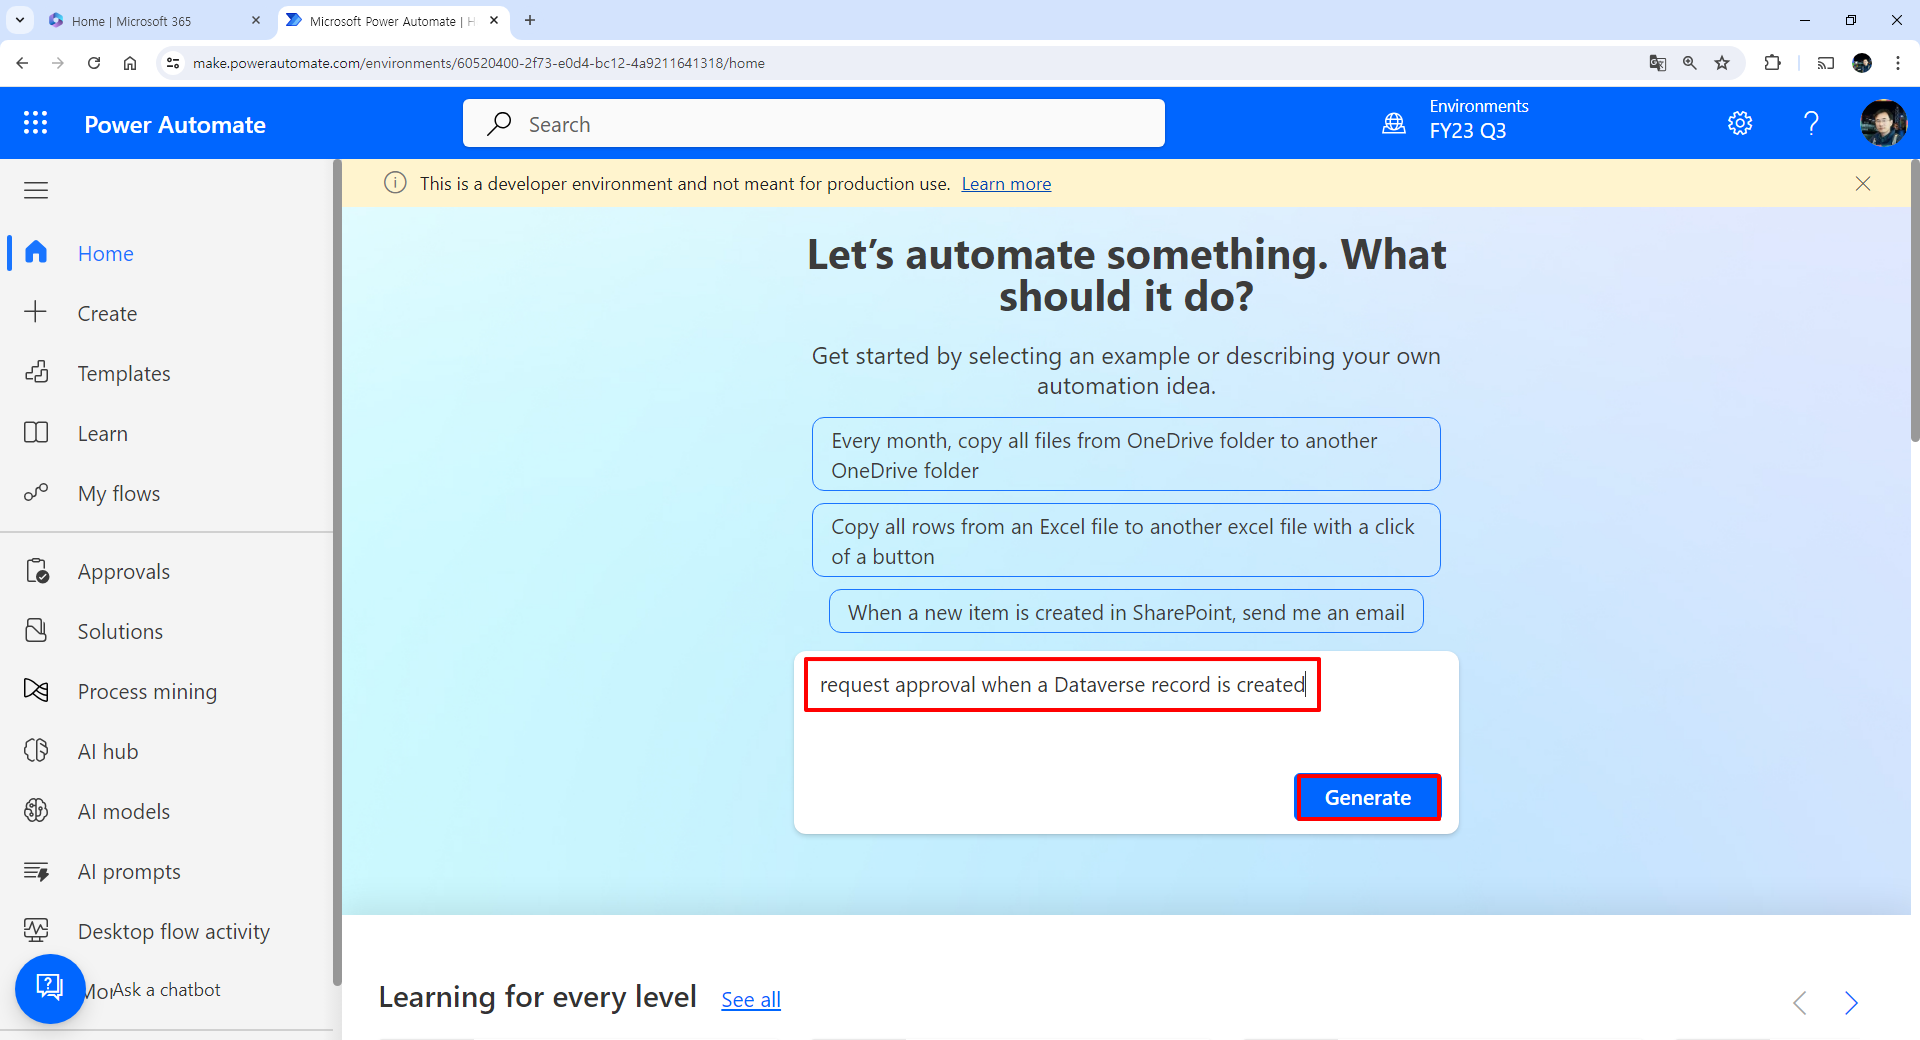 Home | Microsoft 365
Microsoft Power Automate | H
make.powerautomate.com/environments/60520400-2f73-e0d4-bc12-4a9211641318/home
Power Automate
Search
Environments
FY23 Q3
This is a developer environment and not meant for production use. Learn more
Home
Create
Templates
Learn
My flows
Approvals
Solutions
Process mining
AI hub
AI models
AI prompts
Desktop flow activity
Mor
Ask a chatbot
Let's automate something. What
should it do?
Get started by selecting an example or describing your own
automation idea.
Every month, copy all files from OneDrive folder to another
OneDrive folder
Copy all rows from an Excel file to another excel file with a click
of a button
When a new item is created in SharePoint, send me an email
request approval when a Dataverse record is created
Generate
Learning for every level See all